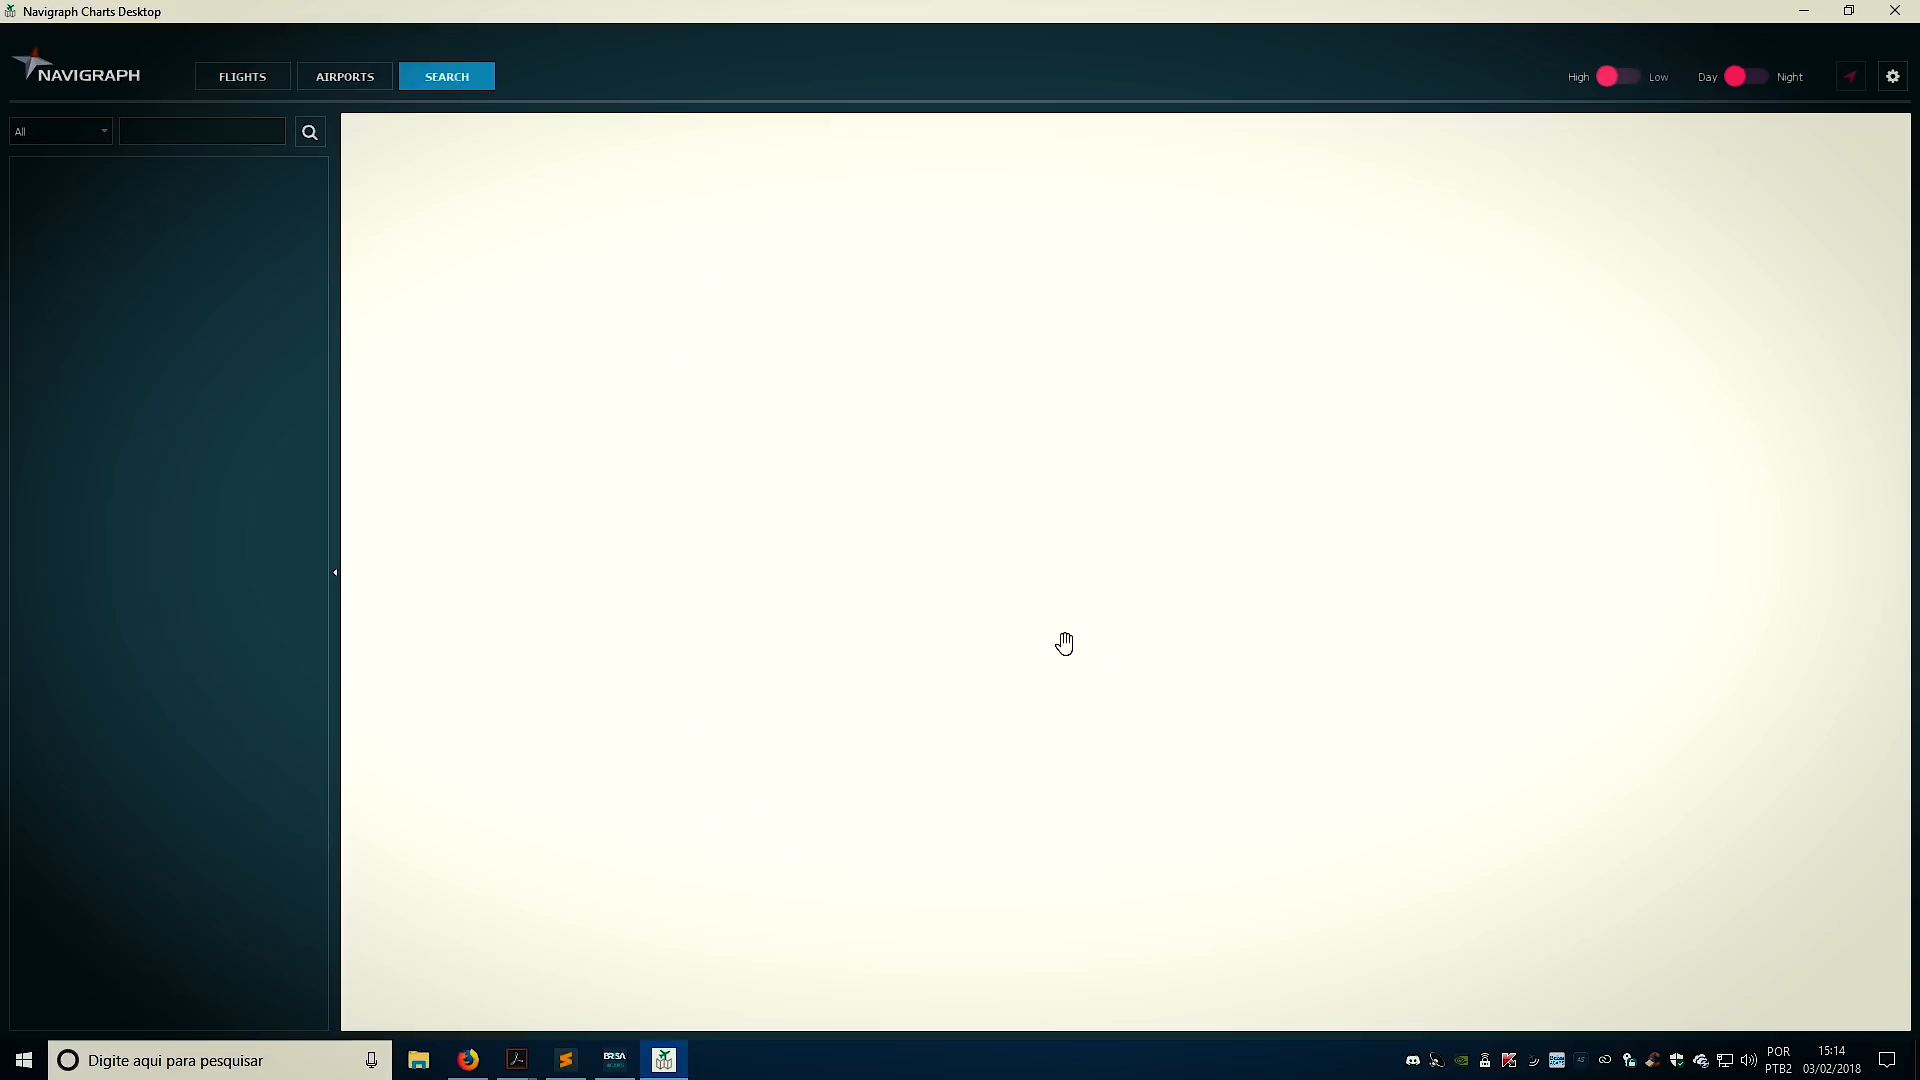 Navigraph Charts Desktop
NAVIGRAPH
FLIGHTS
AIRPORTS
SEARCH
High
Low
Day
Night
All
Digite aqui para pesquisar
BRISA
POR
PTB2
15:14
03/02/2018